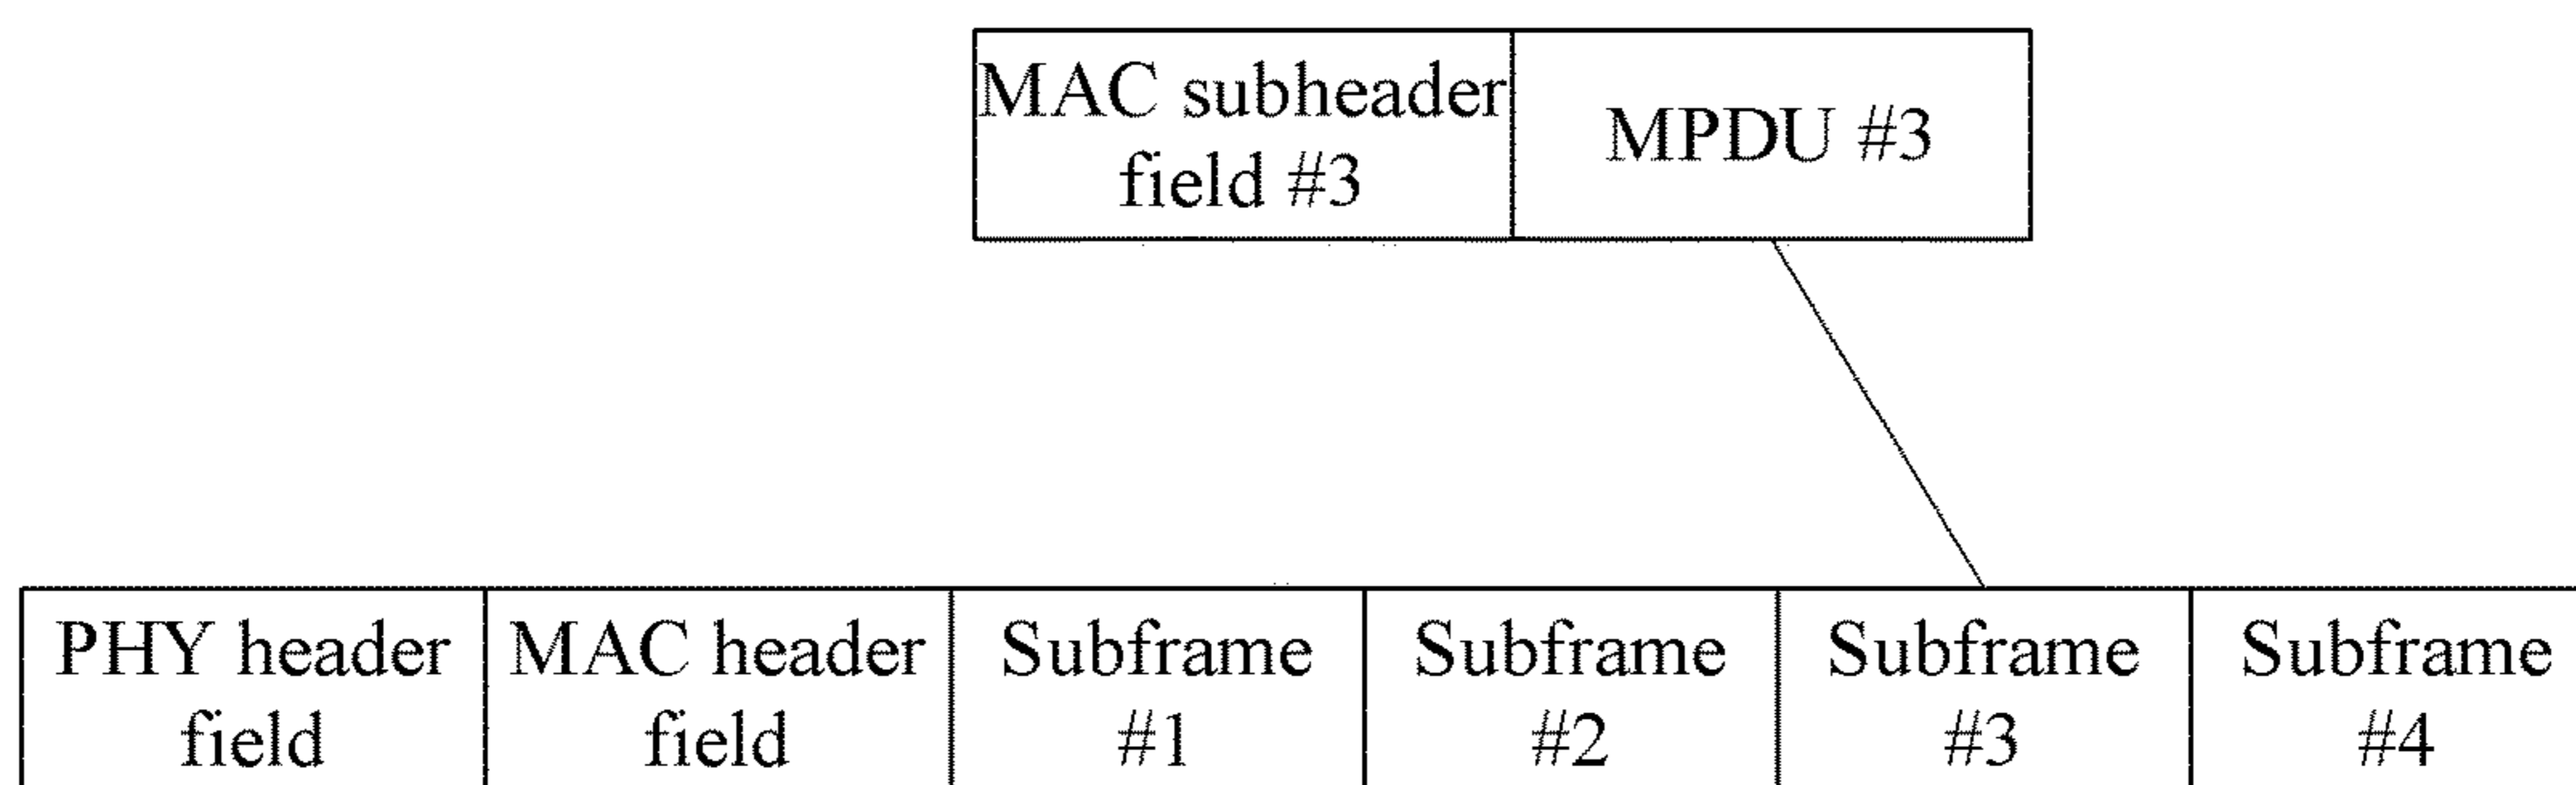 MAC subheader
field #3
MPDU #3
PHY header
field
MAC header
field
Subframe
#1
Subframe
#2
Subframe
#3
Subframe
#4